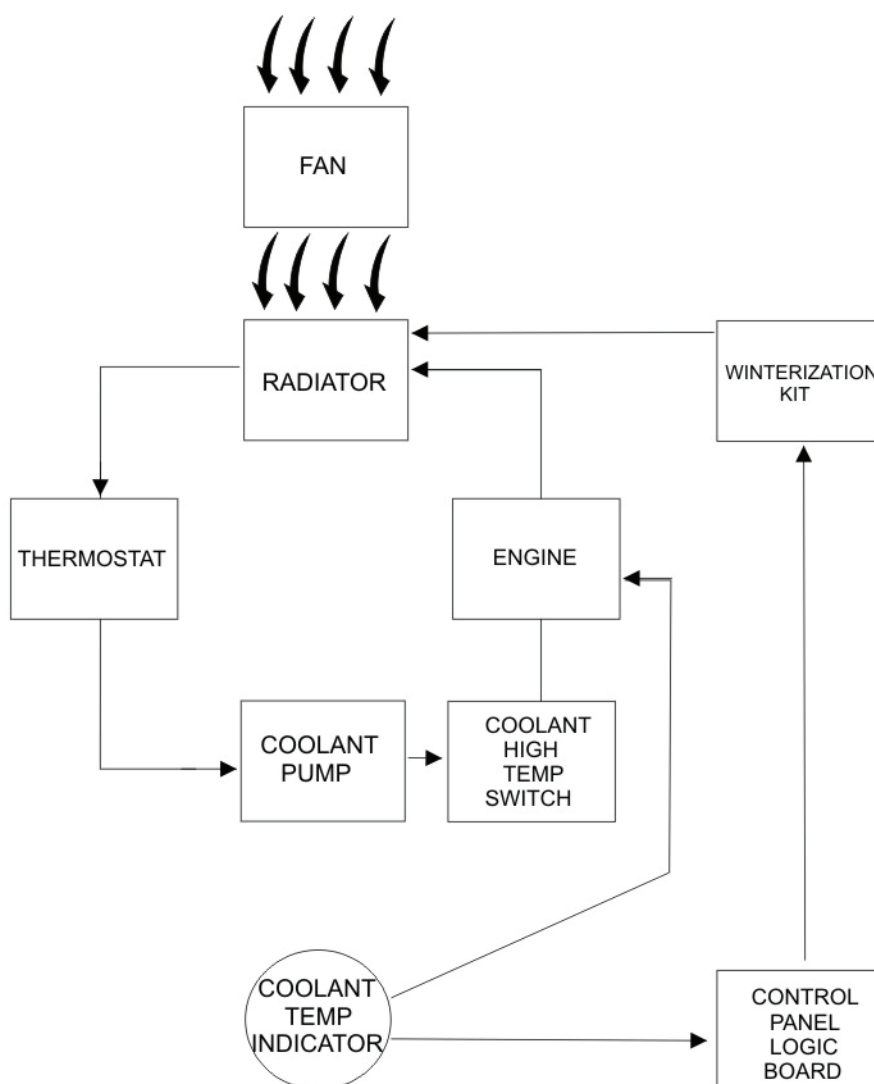 FAN
RADIATOR
WINTERIZATION
KIT
THERMOSTAT
ENGINE
COOLANT
PUMP
COOLANT
HIGH
TEMP
SWITCH
COOLANT
TEMP
INDICATOR
CONTROL
PANEL
LOGIC
BOARD